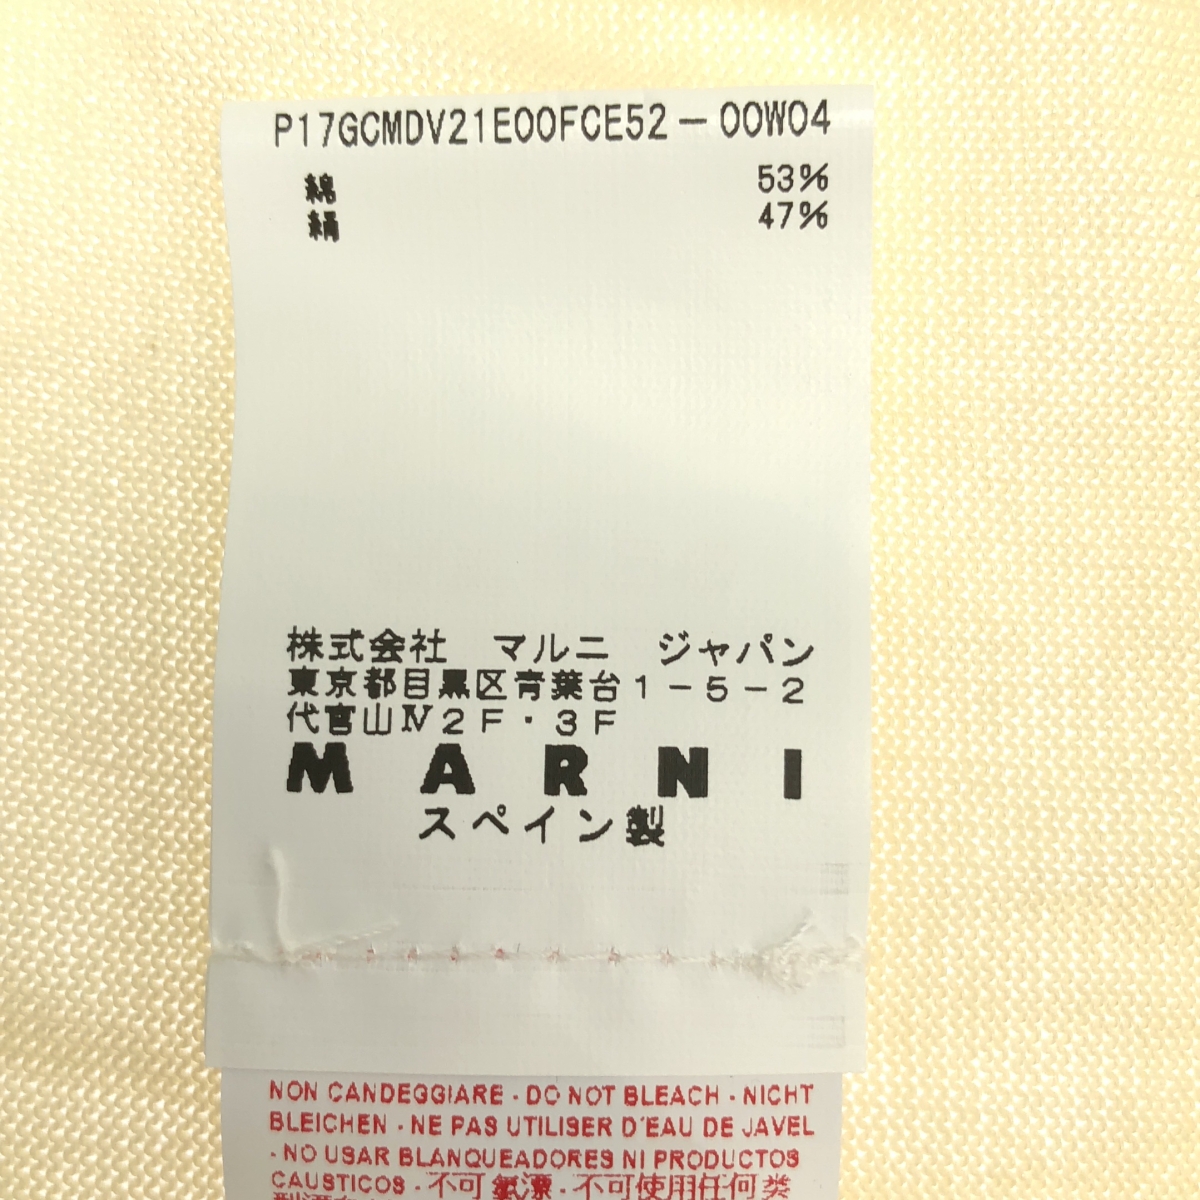 P17GCMDV21E00FCE52-00W04
綿 53%
絹 47%
株式会社 マルニ ジャパン
東京都目黒区青葉台1-5-2
代官山Ⅳ2F・3F
MARNI
スペイン製
NON CANDEGGIARE - DO NOT BLEACH - NICHT
BLEICHEN - NE PAS UTILISER D'EAU DE JAVEL
- NO USAR BLANQUEADORES NI PRODUCTOS
CAUSTICOS - 不可氯漂 - 不可使用任何类